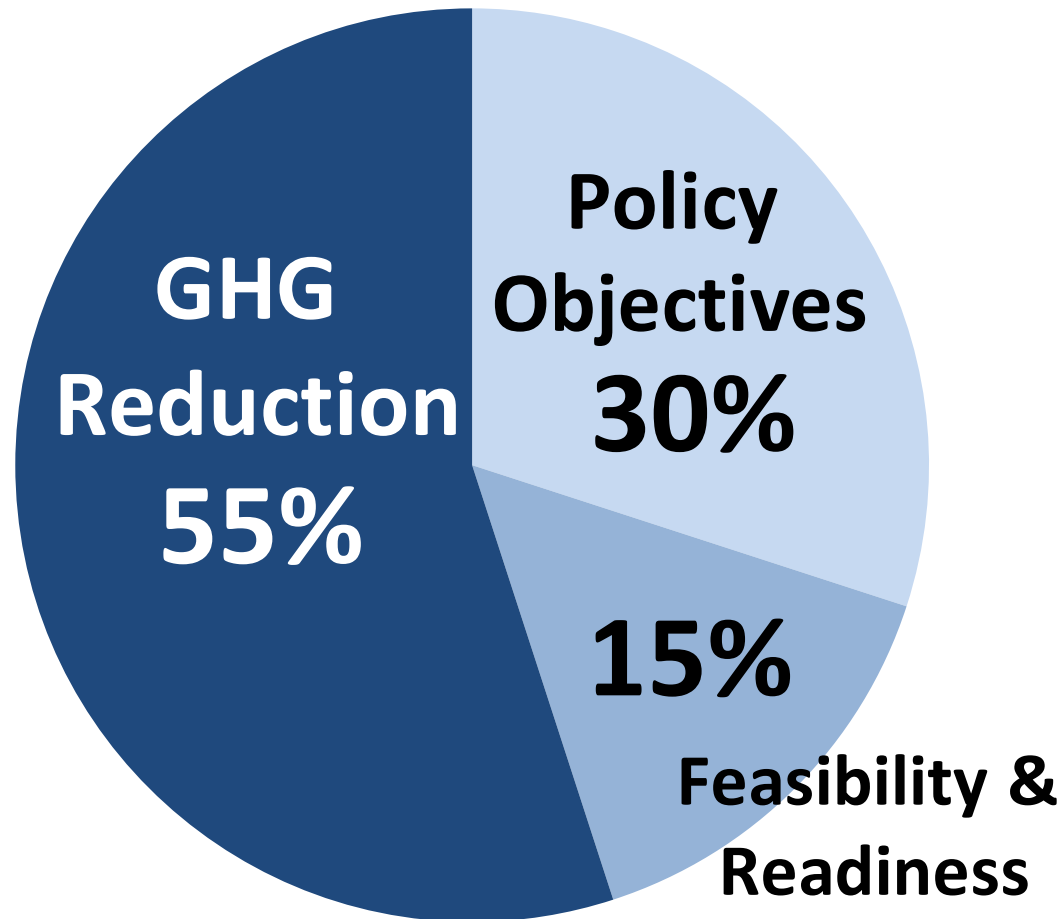 GHG
Reduction
55%
Policy
Objectives
30%
15%
Feasibility &
Readiness